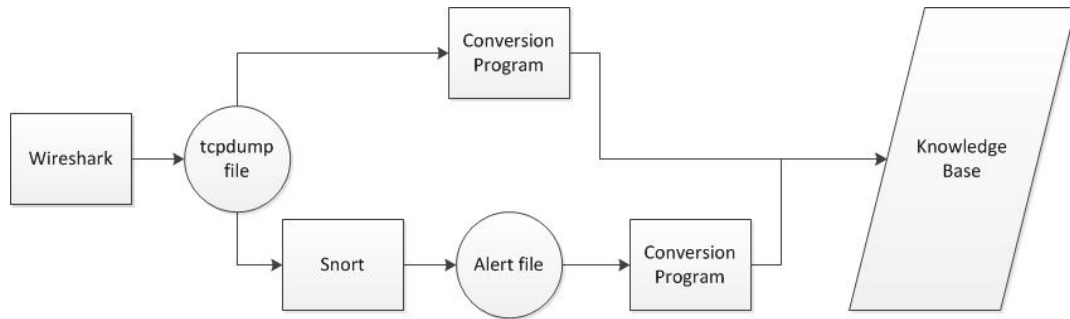 Conversion
Program
Wireshark
tcpdump
file
Knowledge
Base
Snort
Alert file
Conversion
Program